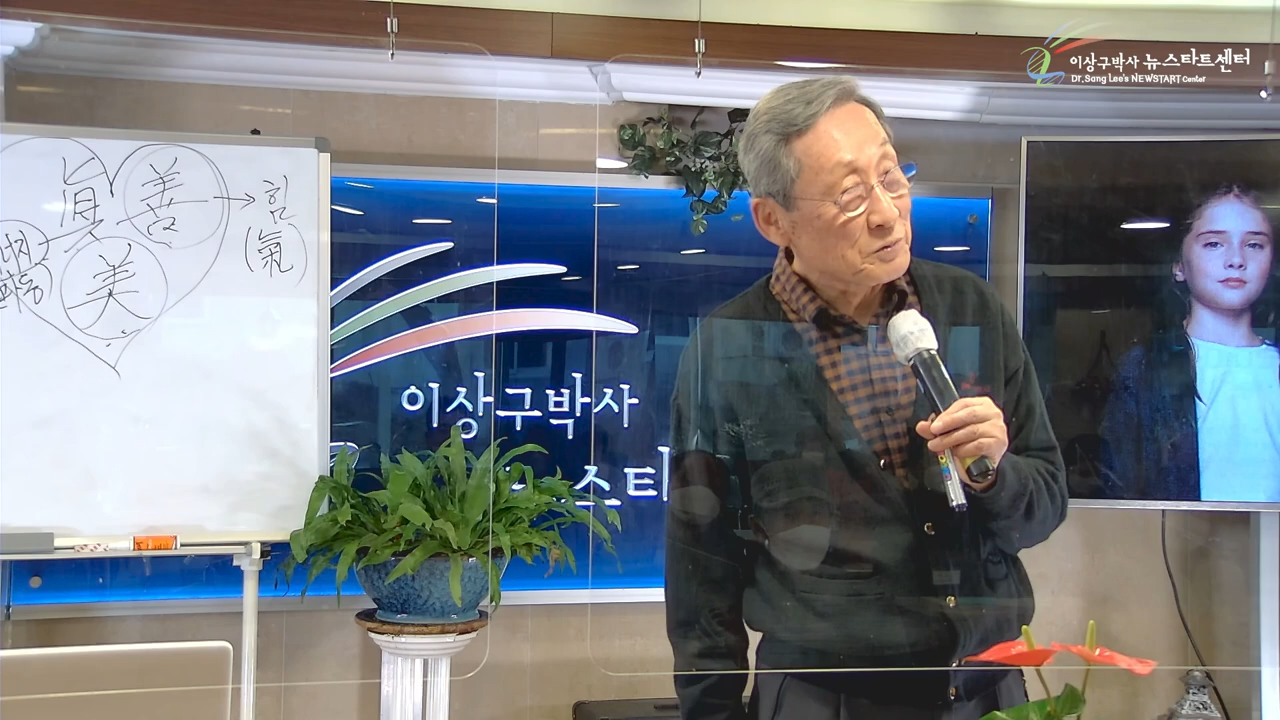 이상구박사 뉴스타트센터
Dr. Sang Lee's NEWSTART Center
眞 善 → 힘
(氣)
美
이상구박사
스타